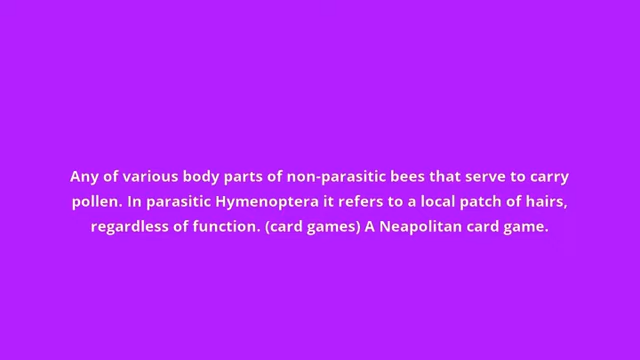 Any of various body parts of non-parasitic bees that serve to carry
pollen. In parasitic Hymenoptera it refers to a local patch of hairs,
regardless of function. (card games) A Neapolitan card game.